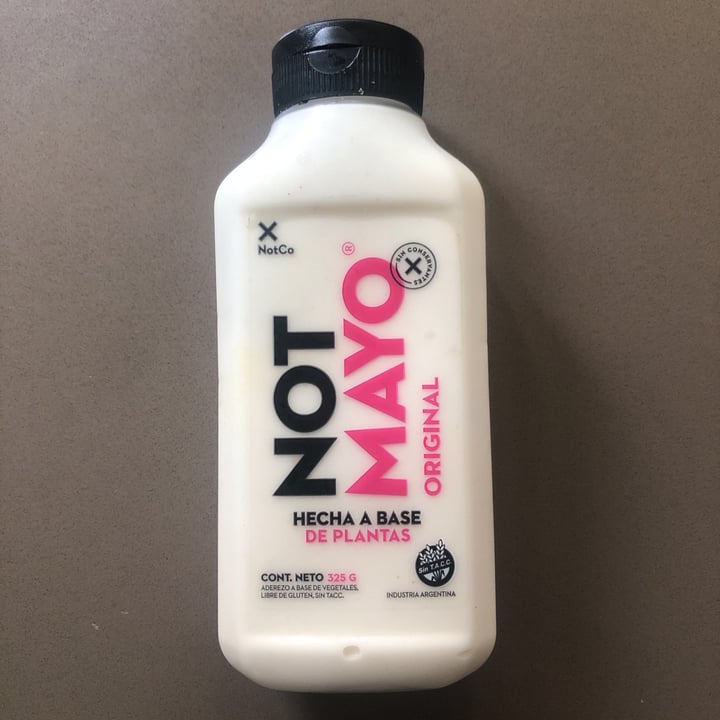 NotCo
SIN CONSERVANTES
NOT
MAYO®
ORIGINAL
HECHA A BASE
DE PLANTAS
CONT. NETO 325 G
ADEREZO A BASE DE VEGETALES,
LIBRE DE GLUTEN, SIN TACC.
Sin T.A.C.C.
INDUSTRIA ARGENTINA